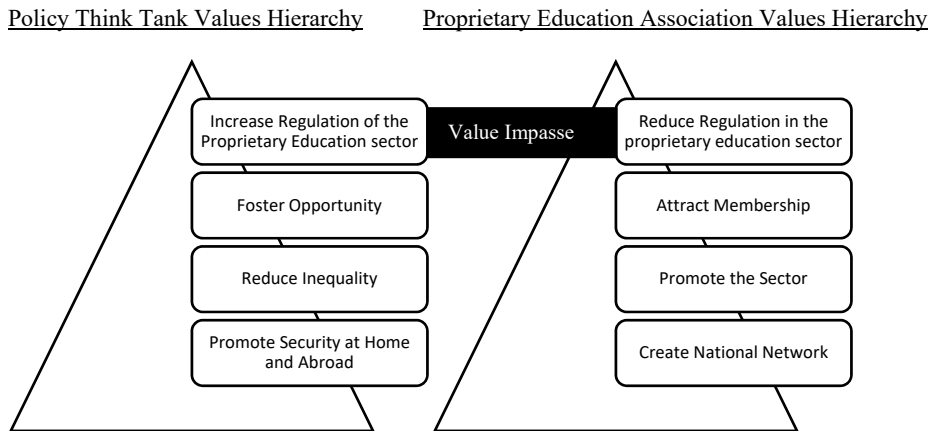 Policy Think Tank Values Hierarchy
Proprietary Education Association Values Hierarchy
Increase Regulation of the
Proprietary Education sector
Value Impasse
Reduce Regulation in the
proprietary education sector
Foster Opportunity
Attract Membership
Reduce Inequality
Promote the Sector
Promote Security at Home
and Abroad
Create National Network